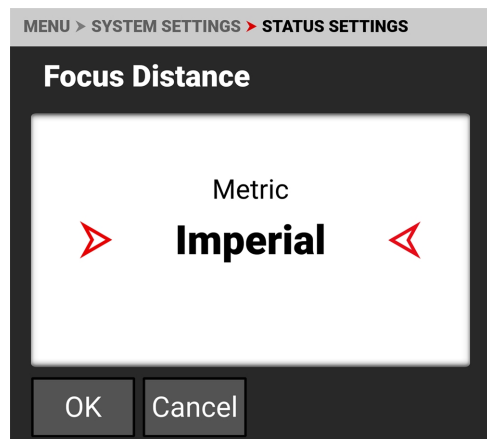 MENU > SYSTEM SETTINGS > STATUS SETTINGS
Focus Distance
Metric
Imperial
OK Cancel